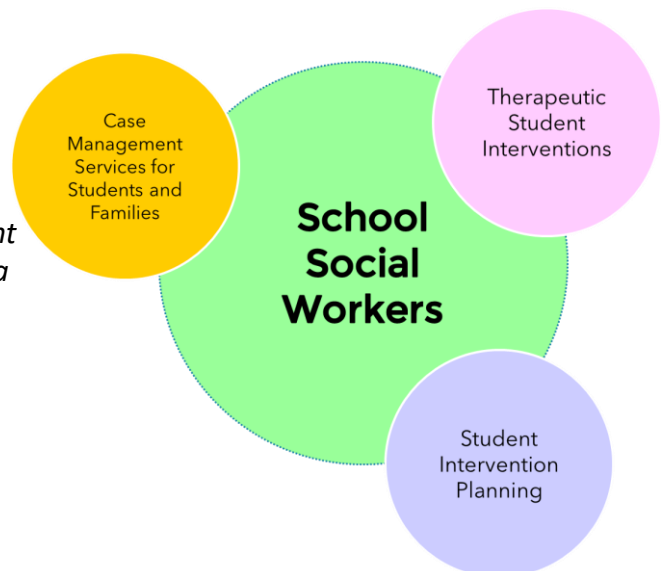 Case
Management
Services for
Students and
Families
Therapeutic
Student
Interventions
School
Social
Workers
Student
Intervention
Planning